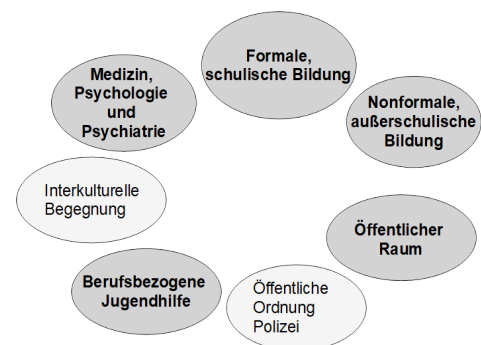 Formale,
schulische Bildung
Medizin,
Psychologie
und
Psychiatrie
Nonformale,
außerschulische
Bildung
Interkulturelle
Begegnung
Öffentlicher
Raum
Berufsbezogene
Jugendhilfe
Öffentliche
Ordnung
Polizei